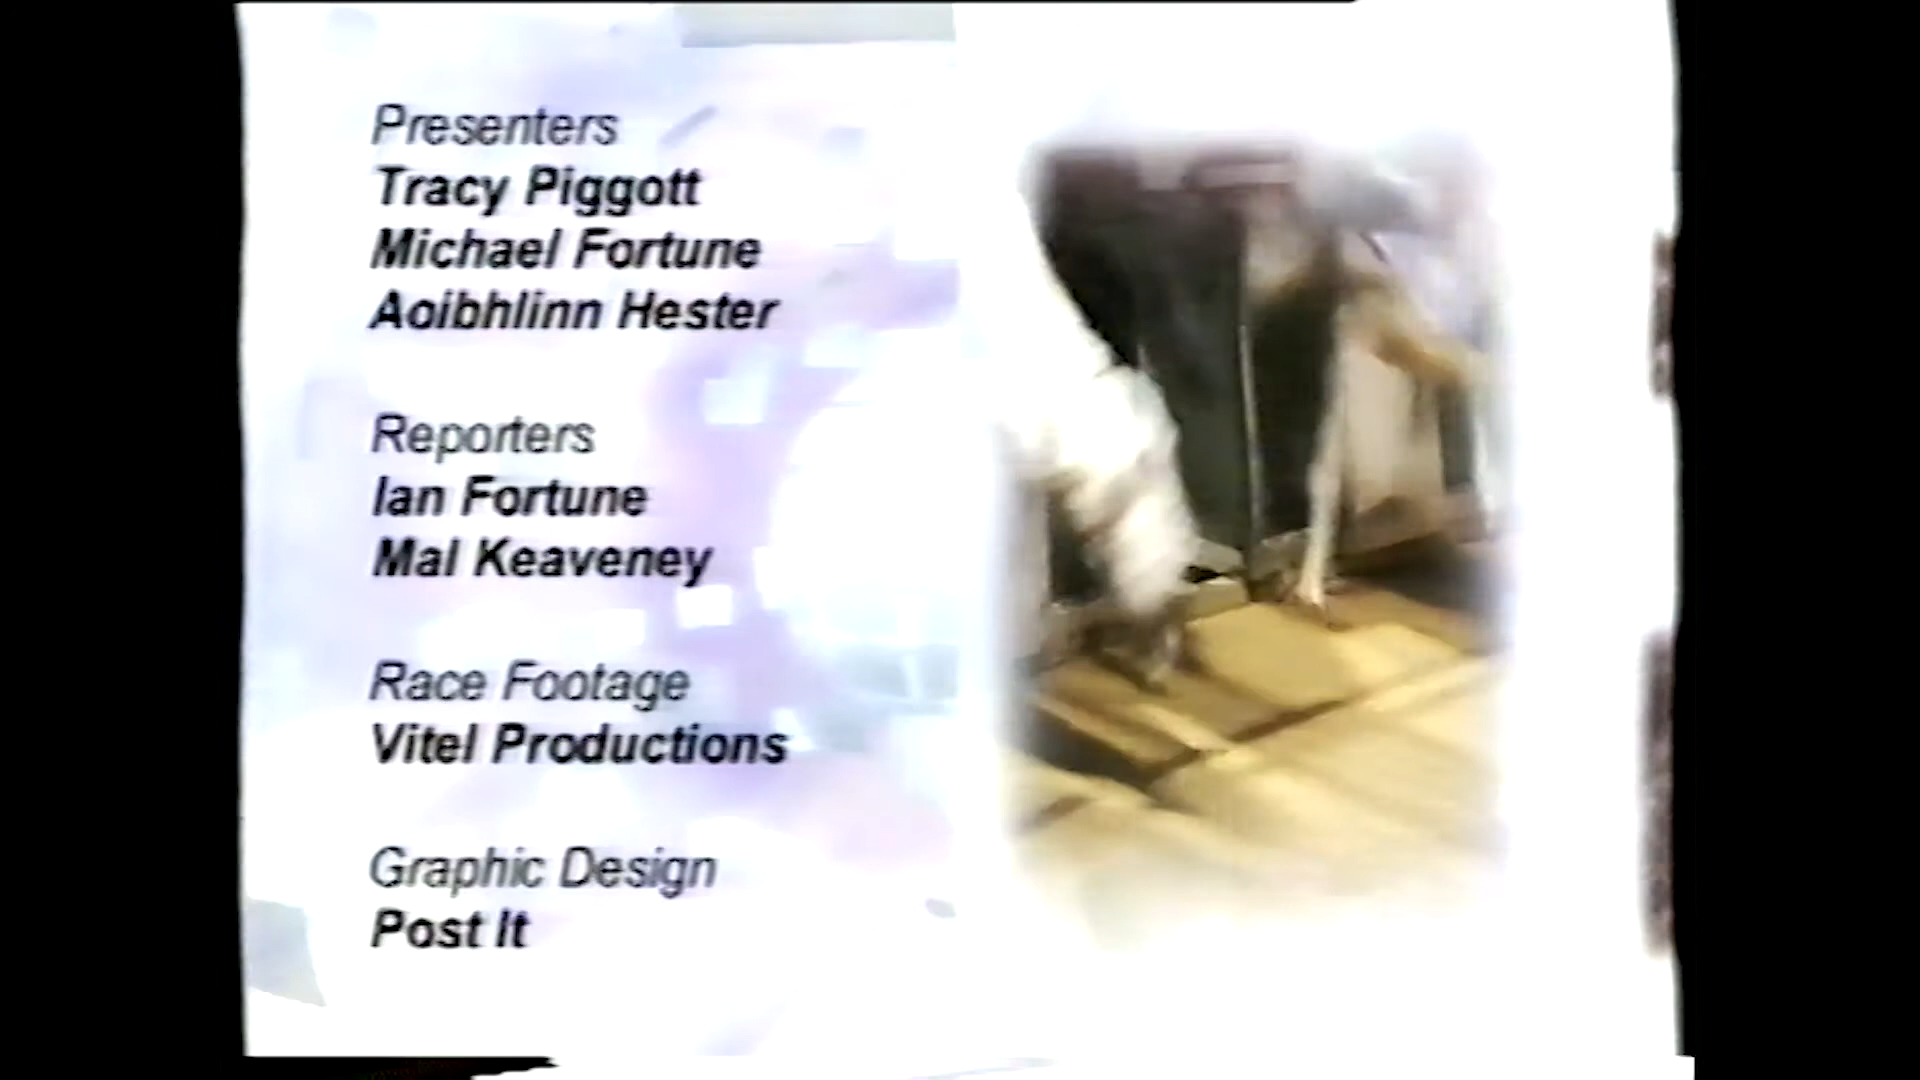 Presenters
Tracy Piggott
Michael Fortune
Aoibhlinn Hester
Reporters
Ian Fortune
Mal Keaveney
Race Footage
Vitel Productions
Graphic Design
Post It